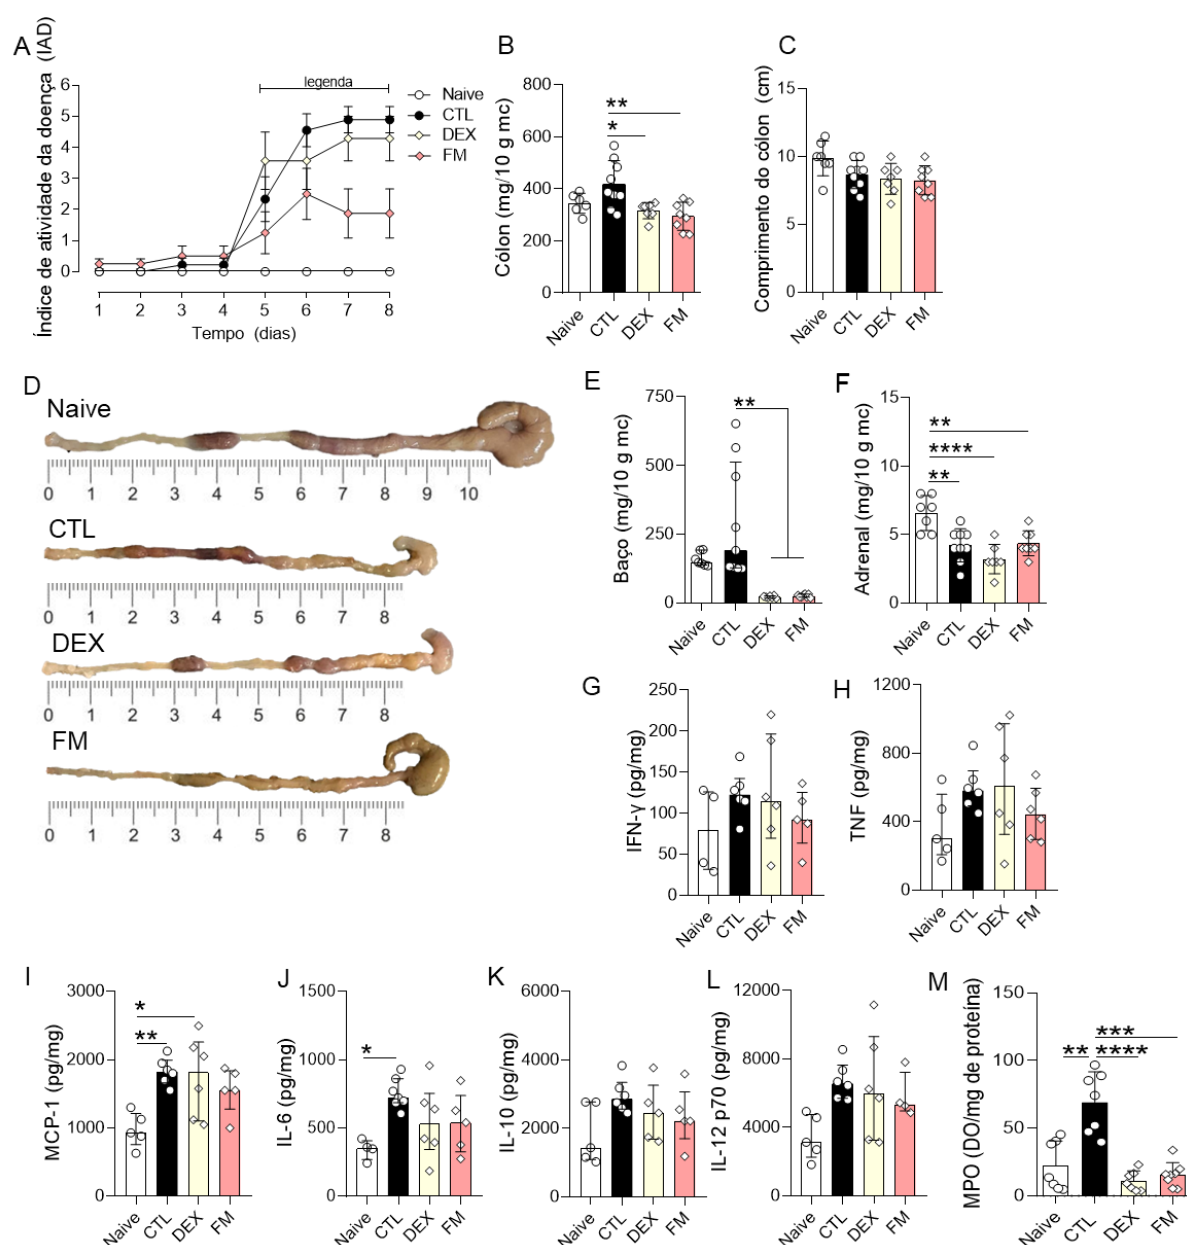 A
Índice de atividade da doença (IAD)
6
5
4
3
2
1
0
legenda
Naive
CTL
DEX
FM
1 2 3 4 5 6 7 8
Tempo (dias)
B
Cólon (mg/10 g mc)
800
600
400
200
0
**
*
Naive CTL DEX FM
C
Comprimento do cólon (cm)
15
10
5
0
Naive CTL DEX FM
D
Naive
0 1 2 3 4 5 6 7 8 9 10
CTL
0 1 2 3 4 5 6 7 8
DEX
0 1 2 3 4 5 6 7 8
FM
0 1 2 3 4 5 6 7 8
E
Baço (mg/10 g mc)
750
500
250
0
**
Naive CTL DEX FM
F
Adrenal (mg/10 g mc)
15
10
5
0
**
****
**
Naive CTL DEX FM
G
IFN-γ (pg/mg)
250
200
150
100
50
0
Naive CTL DEX FM
H
TNF (pg/mg)
1200
800
400
0
Naive CTL DEX FM
I
MCP-1 (pg/mg)
3000
2000
1000
0
*
**
Naive CTL DEX FM
J
IL-6 (pg/mg)
1500
1000
500
0
*
Naive CTL DEX FM
K
IL-10 (pg/mg)
6000
4000
2000
0
Naive CTL DEX FM
L
IL-12 p70 (pg/mg)
12000
8000
4000
0
Naive CTL DEX FM
M
MPO (DO/mg de proteína)
150
100
50
0
***
** ****
Naive CTL DEX FM